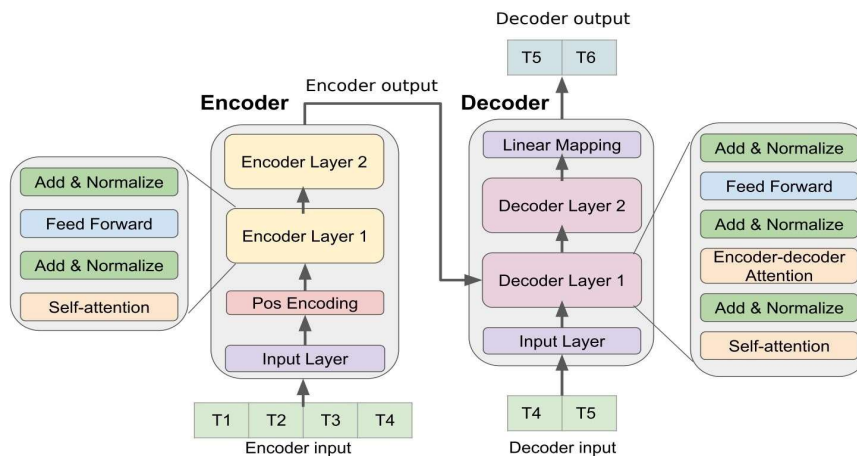 Decoder output
T5 T6
Encoder output
Encoder
Decoder
Encoder Layer 2
Encoder Layer 1
Pos Encoding
Input Layer
Add & Normalize
Feed Forward
Add & Normalize
Self-attention
T1 T2 T3 T4
Encoder input
Linear Mapping
Decoder Layer 2
Decoder Layer 1
Input Layer
T4 T5
Decoder input
Add & Normalize
Feed Forward
Add & Normalize
Encoder-decoder
Attention
Add & Normalize
Self-attention